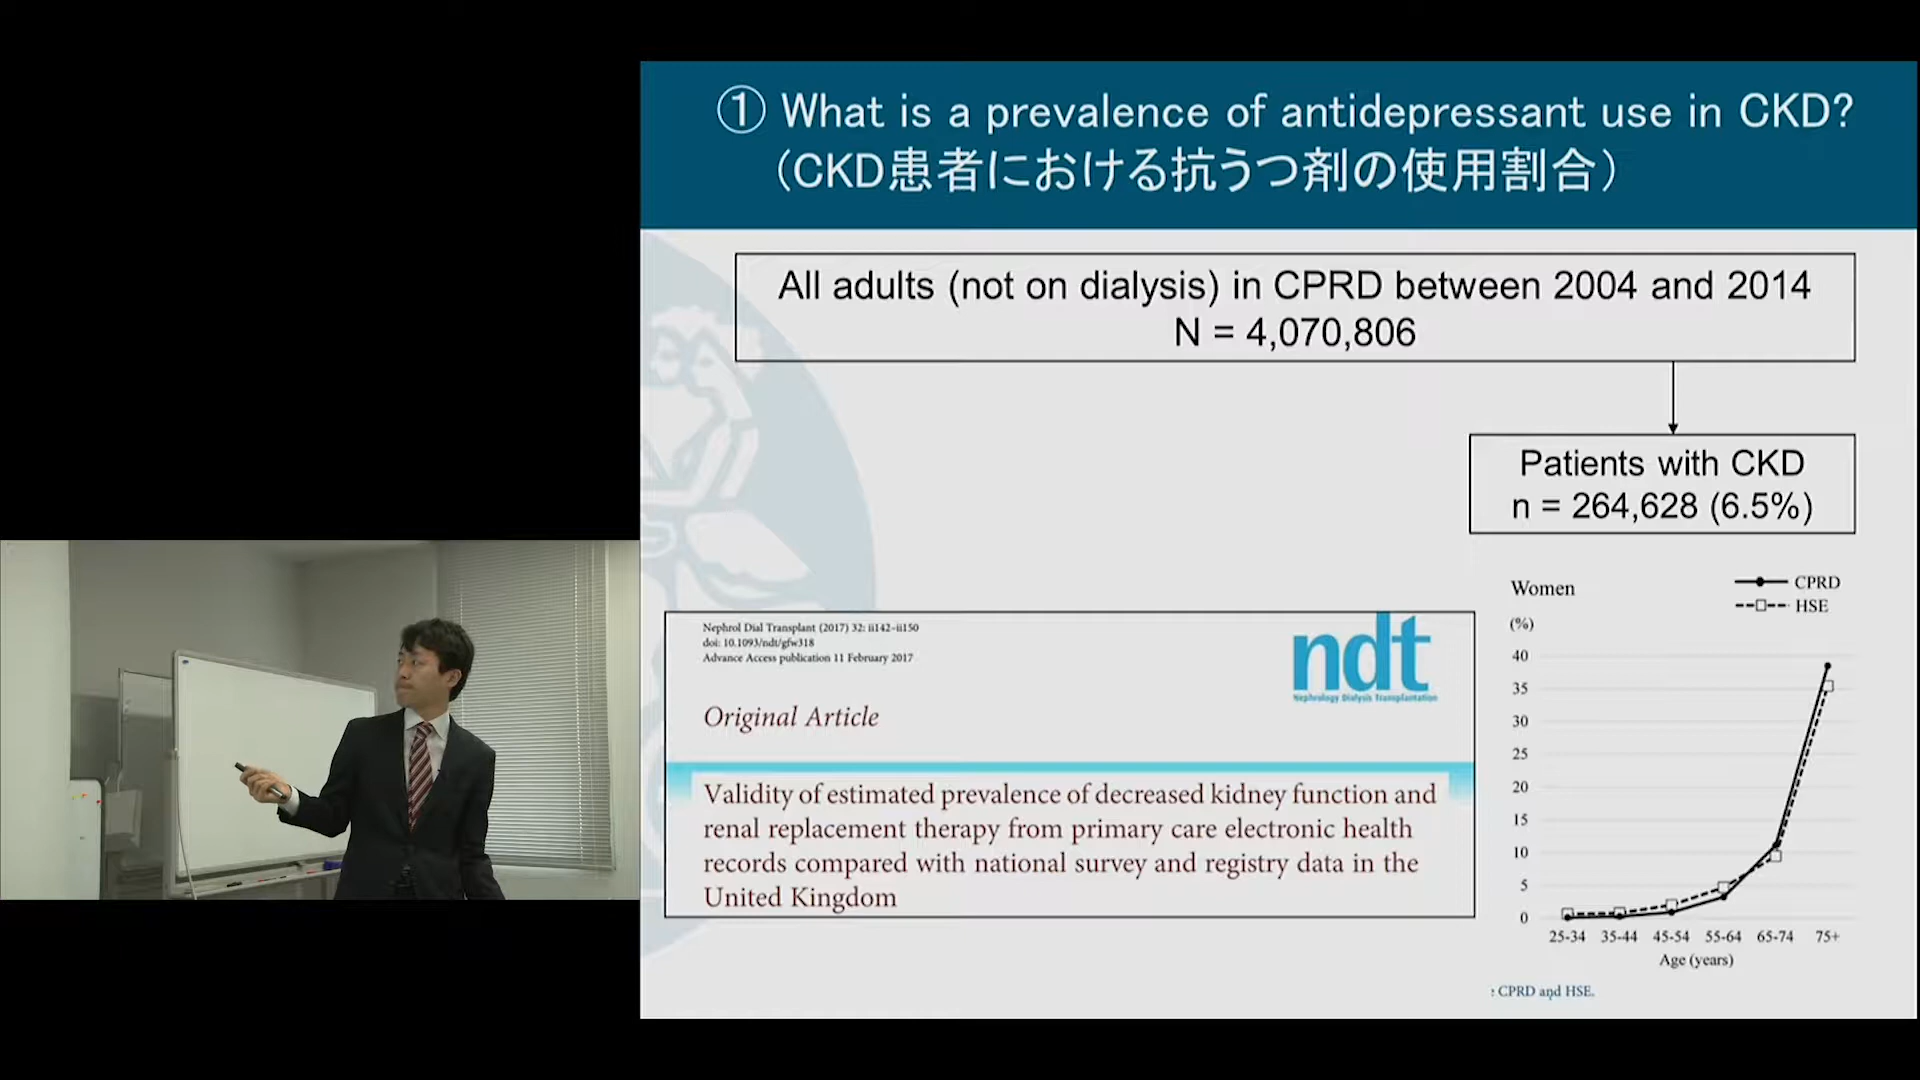 ① What is a prevalence of antidepressant use in CKD?
(CKD患者における抗うつ剤の使用割合)
All adults (not on dialysis) in CPRD between 2004 and 2014
N = 4,070,806
Patients with CKD
n = 264,628 (6.5%)
Nephrol Dial Transplant (2017) 32: ii142–ii150
doi: 10.1093/ndt/gfw318
Advance Access publication 11 February 2017
ndt
Nephrology Dialysis Transplantation
Original Article
Validity of estimated prevalence of decreased kidney function and
renal replacement therapy from primary care electronic health
records compared with national survey and registry data in the
United Kingdom
Women
CPRD
HSE
(%)
40
35
30
25
20
15
10
5
0
25-34 35-44 45-54 55-64 65-74 75+
Age (years)
: CPRD and HSE.